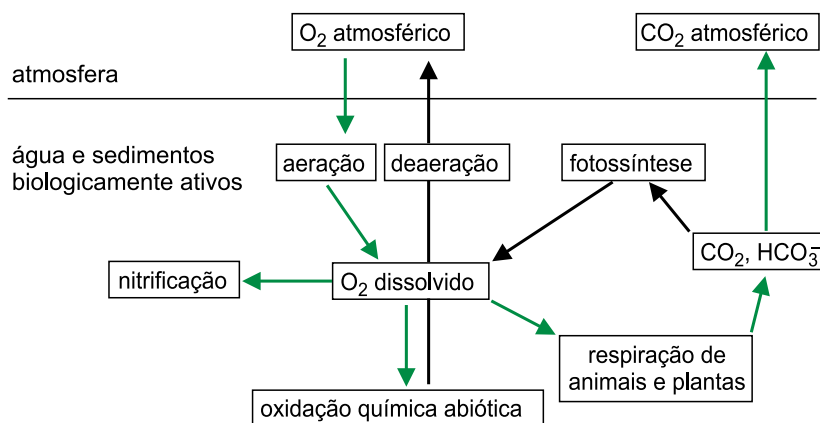 O₂ atmosférico
CO₂ atmosférico
atmosfera
água e sedimentos
biologicamente ativos
aeração
deaeração
fotossíntese
CO₂, HCO₃⁻
nitrificação
O₂ dissolvido
respiração de
animais e plantas
oxidação química abiótica